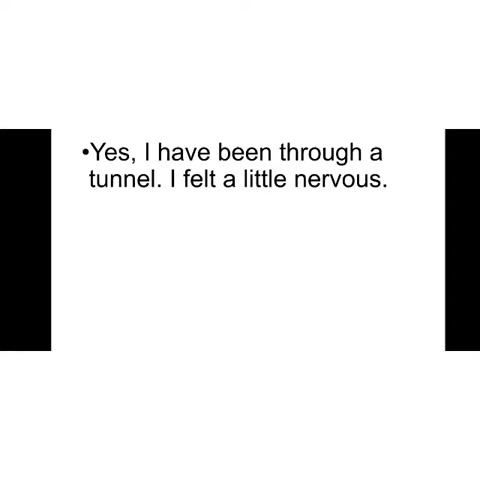 •Yes, I have been through a
tunnel. I felt a little nervous.